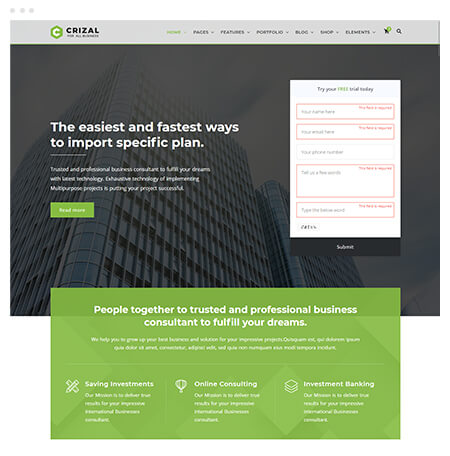 CRIZAL
FOR ALL BUSINESS
HOME PAGES FEATURES PORTFOLIO BLOG SHOP ELEMENTS
Try your FREE trial today
This field is required
Your name here
This field is required
Your email here
Your phone number
This field is required
Tell us a few words
This field is required
Type the below word
Submit
The easiest and fastest ways
to import specific plan.
Trusted and professional business consultant to fulfill your dreams
with latest technology. Exhaustive technology of implementing
Multipurpose projects is putting your project successful.
Read more
People together to trusted and professional business
consultant to fulfill your dreams.
We help you to grow up your best business and solution for your impressive projects.Quisquam est, qui dolorem ipsum
quia dolor sit amet, consectetur, adipisci velit, sed quia non numquam eius modi tempora incidunt.
Saving Investments
Our Mission is to deliver true
results for your impressive
international Businesses
consultant.
Online Consulting
Our Mission is to deliver true
results for your impressive
international Businesses
consultant.
Investment Banking
Our Mission is to deliver true
results for your impressive
international Businesses
consultant.